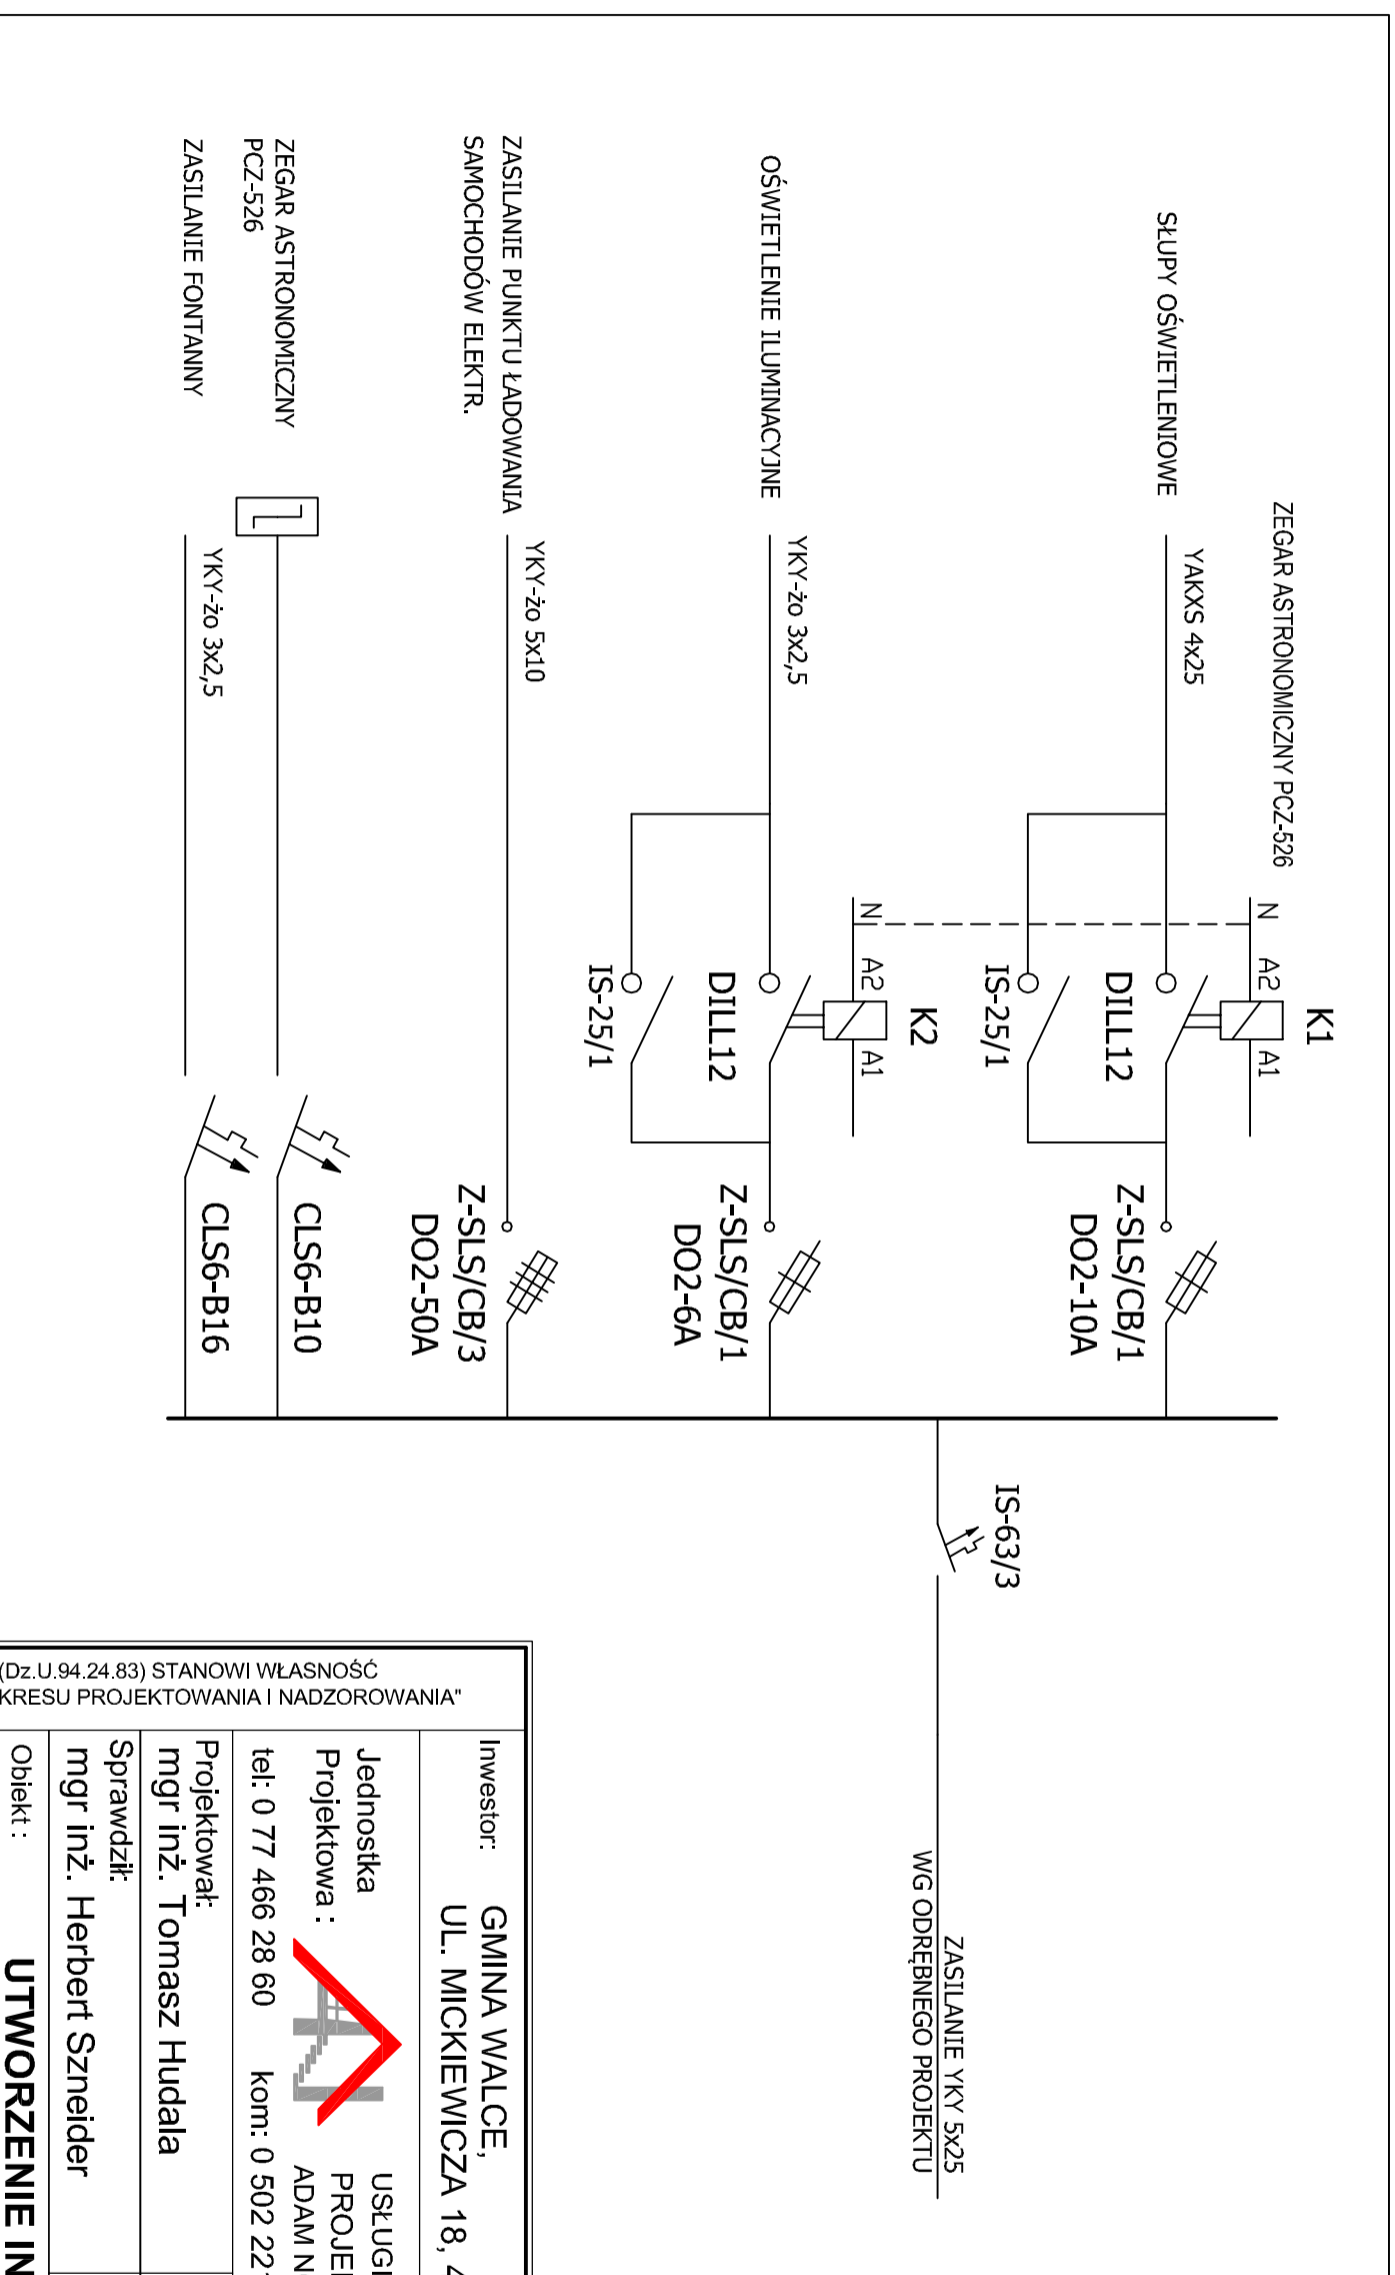 ZEGAR ASTRONOMICZNY PCZ-526
K1
N
A2
A1
SŁUPY OŚWIETLENIOWE
YAKXS 4x25
DILL12
Z-SLS/CB/1
DO2-10A
IS-25/1
K2
N
A2
A1
OŚWIETLENIE ILUMINACYJNE
YKY-żo 3x2,5
DILL12
Z-SLS/CB/1
DO2-6A
IS-25/1
ZASILANIE PUNKTU ŁADOWANIA
SAMOCHODÓW ELEKTR.
YKY-żo 5x10
Z-SLS/CB/3
DO2-50A
ZEGAR ASTRONOMICZNY
PCZ-526
CLS6-B10
ZASILANIE FONTANNY
YKY-żo 3x2,5
CLS6-B16
IS-63/3
ZASILANIE YKY 5x25
WG ODRĘBNEGO PROJEKTU
(Dz.U.94.24.83) STANOWI WŁASNOŚĆ
KRESU PROJEKTOWANIA I NADZOROWANIA"
Inwestor:
GMINA WALCE,
UL. MICKIEWICZA 18, 4
Jednostka
Projektowa :
USŁUGI
PROJE
ADAM N
tel: 0 77 466 28 60 kom: 0 502 22
Projektował:
mgr inż. Tomasz Hudala
Sprawdził:
mgr inż. Herbert Szneider
Obiekt :
UTWORZENIE IN